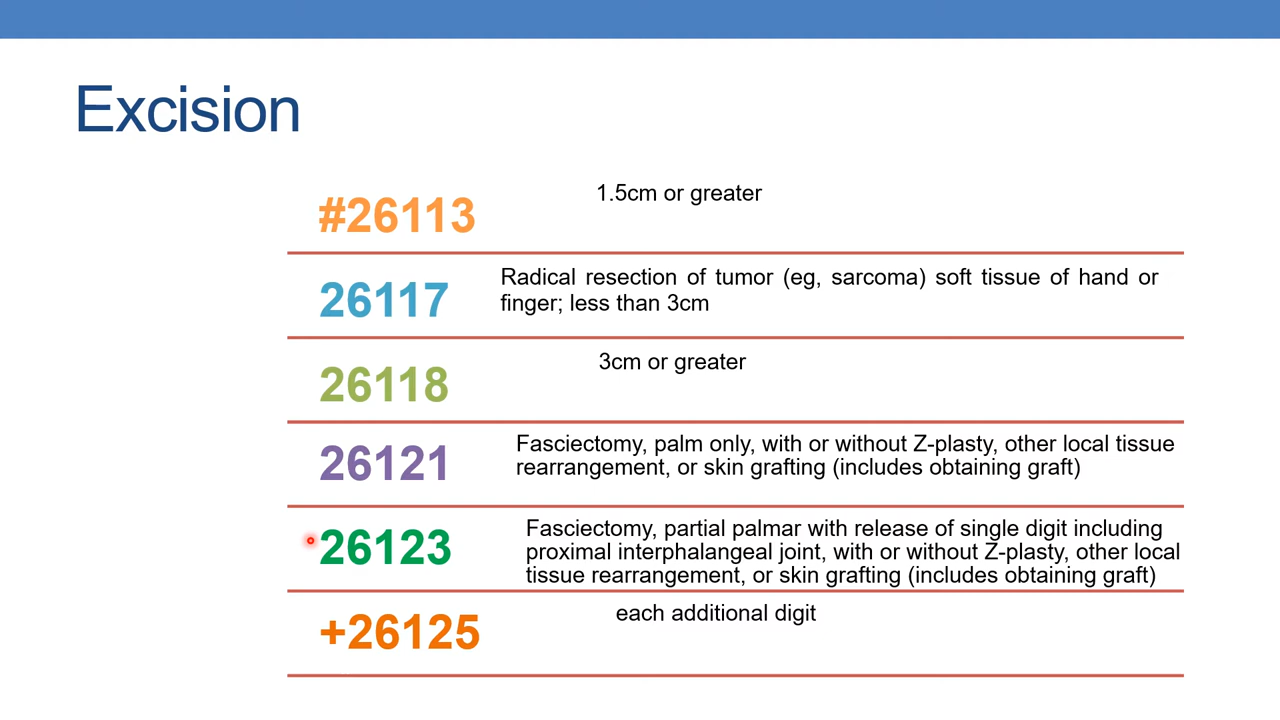 Excision
#26113
1.5cm or greater
26117
Radical resection of tumor (eg, sarcoma) soft tissue of hand or
finger; less than 3cm
26118
3cm or greater
26121
Fasciectomy, palm only, with or without Z-plasty, other local tissue
rearrangement, or skin grafting (includes obtaining graft)
26123
Fasciectomy, partial palmar with release of single digit including
proximal interphalangeal joint, with or without Z-plasty, other local
tissue rearrangement, or skin grafting (includes obtaining graft)
+26125
each additional digit